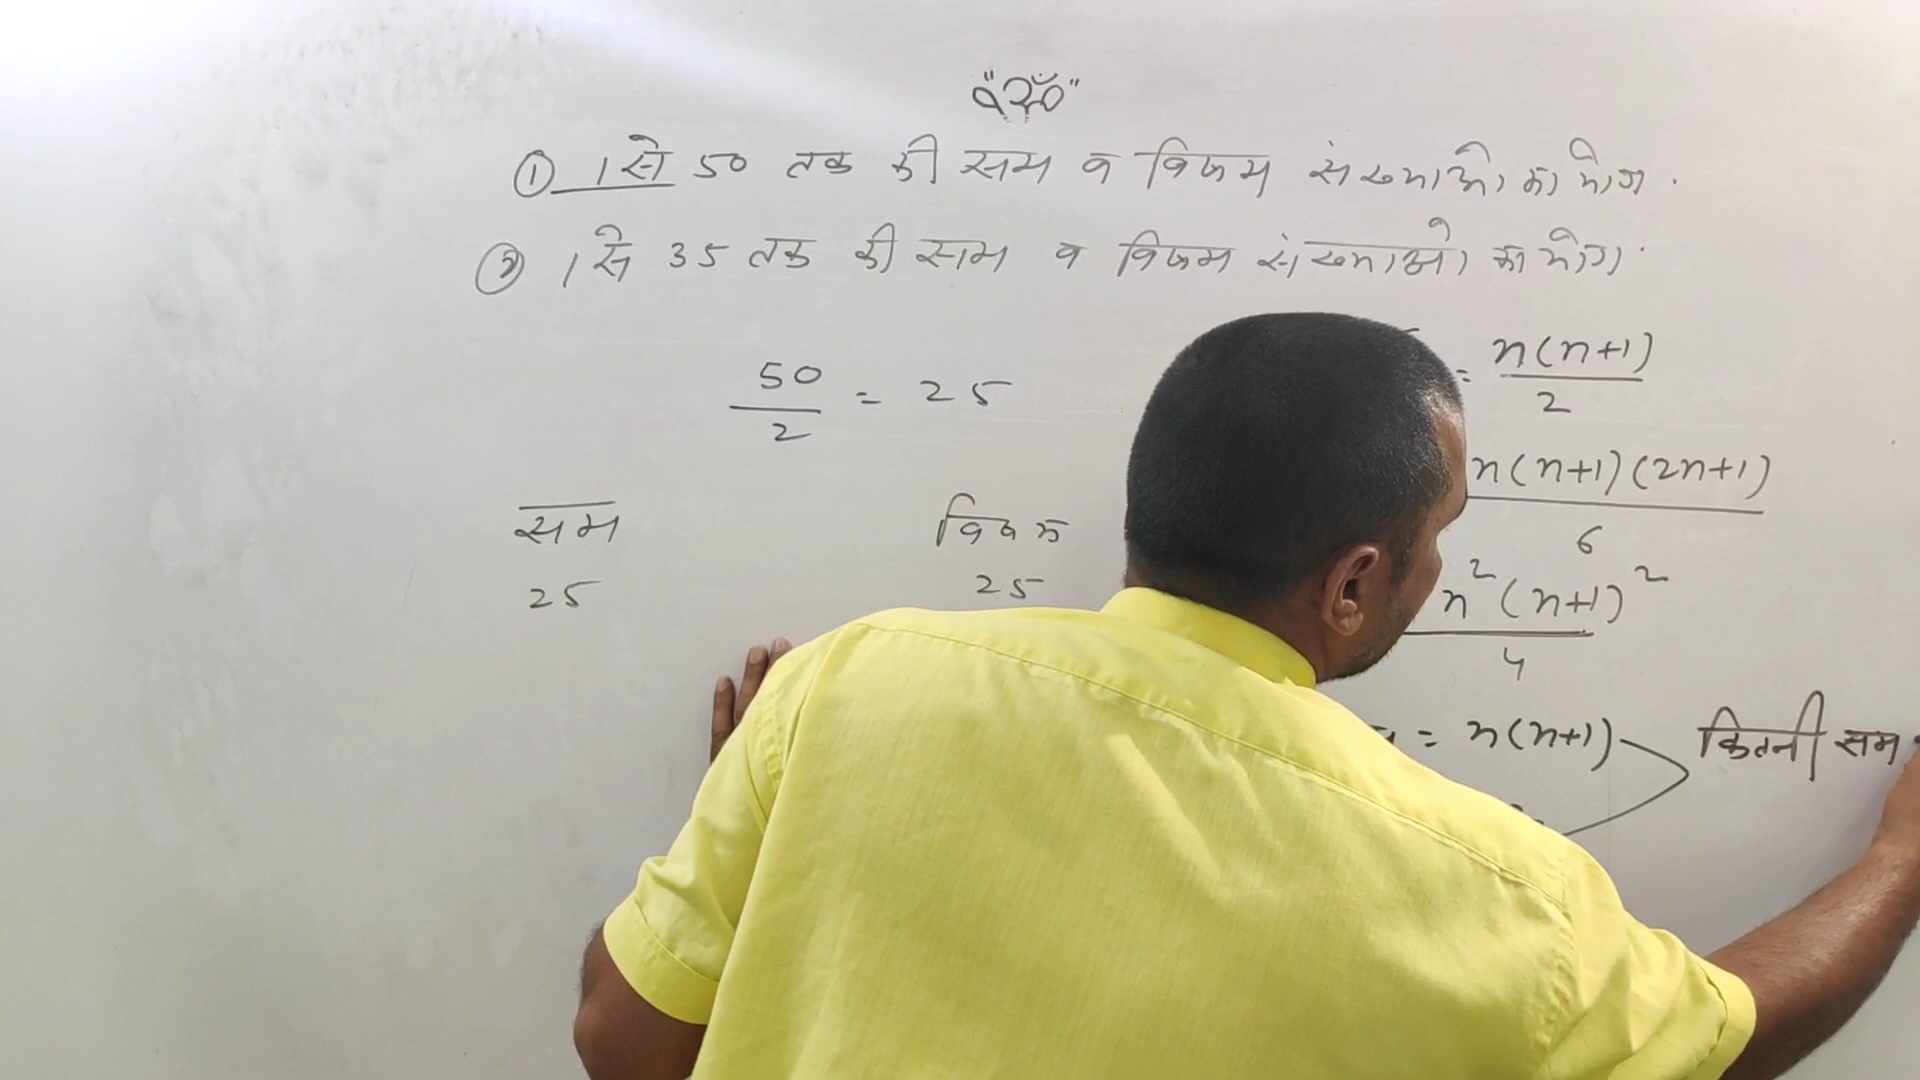 "ॐ"
① 1 से 50 तक की सम व विषम संख्याओं का योग.
② 1 से 35 तक की सम व विषम संख्याओं का योग.
50/2 = 25
= n(n+1)/2
n(n+1)(2n+1)/6
सम विषम
25 25
n²(n+1)²/4
= n(n+1) कितनी सम